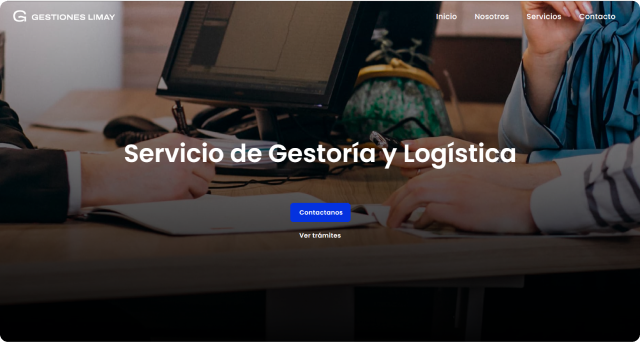 GESTIONES LIMAY
Inicio Nosotros Servicios Contacto
Servicio de Gestoría y Logística
Contactanos
Ver trámites